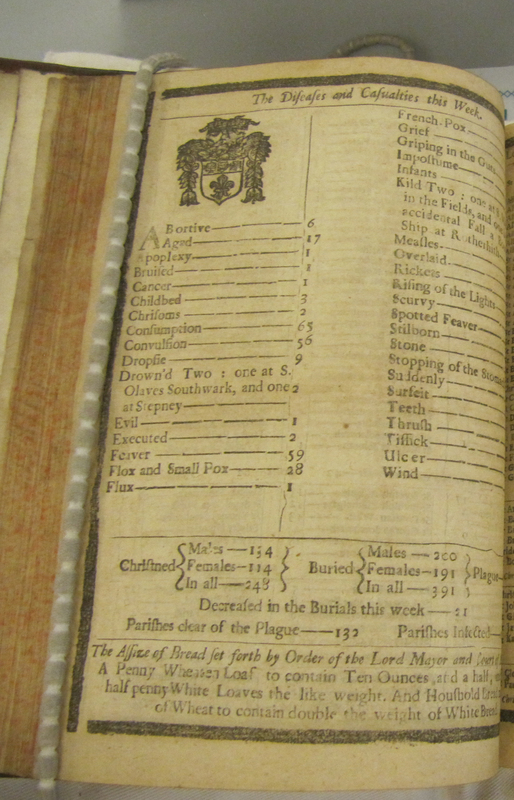 The Diseases and Casualties this Week.
ABortive — 6
Aged — 17
Apoplexy — 1
Bruised — 1
Cancer — 1
Childbed — 3
Chrisoms — 2
Consumption — 65
Convulsion — 56
Dropsie — 9
Drown'd Two : one at S.
Olaves Southwark, and one 2
at Stepney
Evil — 1
Executed — 2
Feaver — 59
Flox and Small Pox — 28
Flux — 1
French Pox
Grief
Griping in the Guts
Impostume
Infants
Kild Two : one at S.
in the Fields, and one
accidental Fall
Ship at
Measles
Overlaid
Rickets
Rising of the Lights
Scurvy
Spotted Feaver
Stilborn
Stone
Stopping of the Stomach
Suddenly
Surfeit
Teeth
Thrush
Tissick
Ulcer
Wind
Christned { Males — 134 Females — 114 In all — 248 }
Buried { Males — 200 Females — 191 In all — 391 } Plague
Decreased in the Burials this week — 21
Parishes clear of the Plague — 132 Parishes Infected
The Assize of Bread set forth by Order of the Lord Mayor and
A Penny Wheaten Loaf to contain Ten Ounces and a half,
half penny White Loaves the like weight. And Houshold
of Wheat to contain double the weight of White